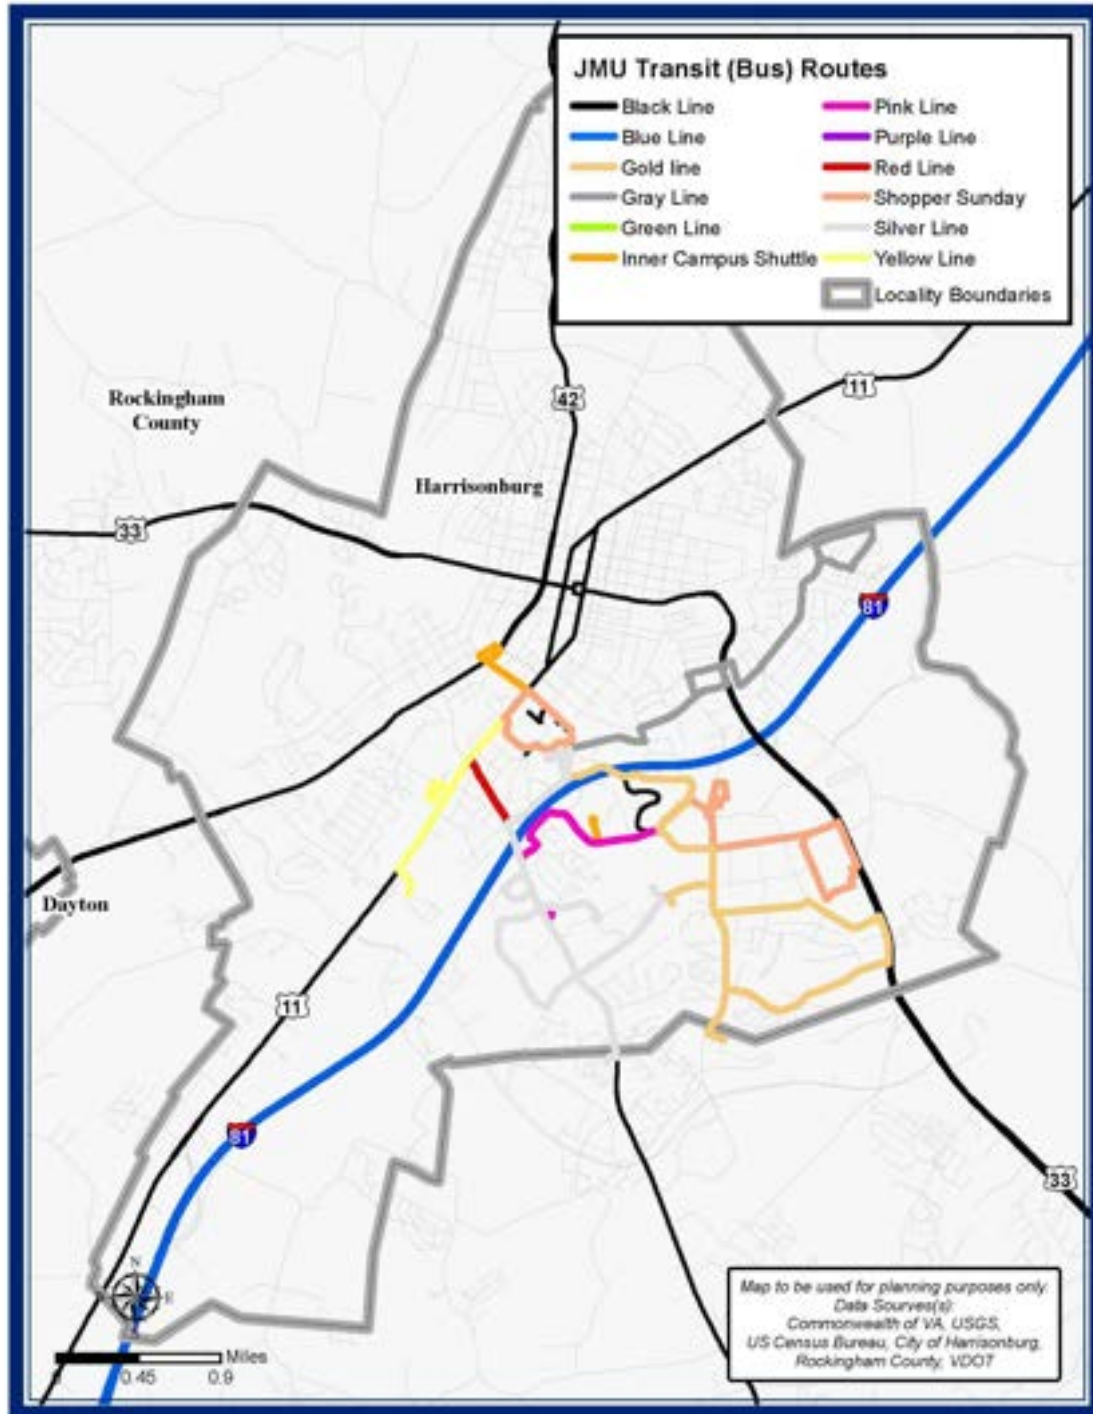 JMU Transit (Bus) Routes
Black Line
Blue Line
Gold line
Gray Line
Green Line
Inner Campus Shuttle
Pink Line
Purple Line
Red Line
Shopper Sunday
Silver Line
Yellow Line
Locality Boundaries
11
42
Rockingham
County
Harrisonburg
33
81
Dayton
11
81
33
N
E
Miles
0.45
0.9
Map to be used for planning purposes only.
Data Sourves(s):
Commonwealth of VA, USGS,
US Census Bureau, City of Harrisonburg,
Rockingham County, VDOT